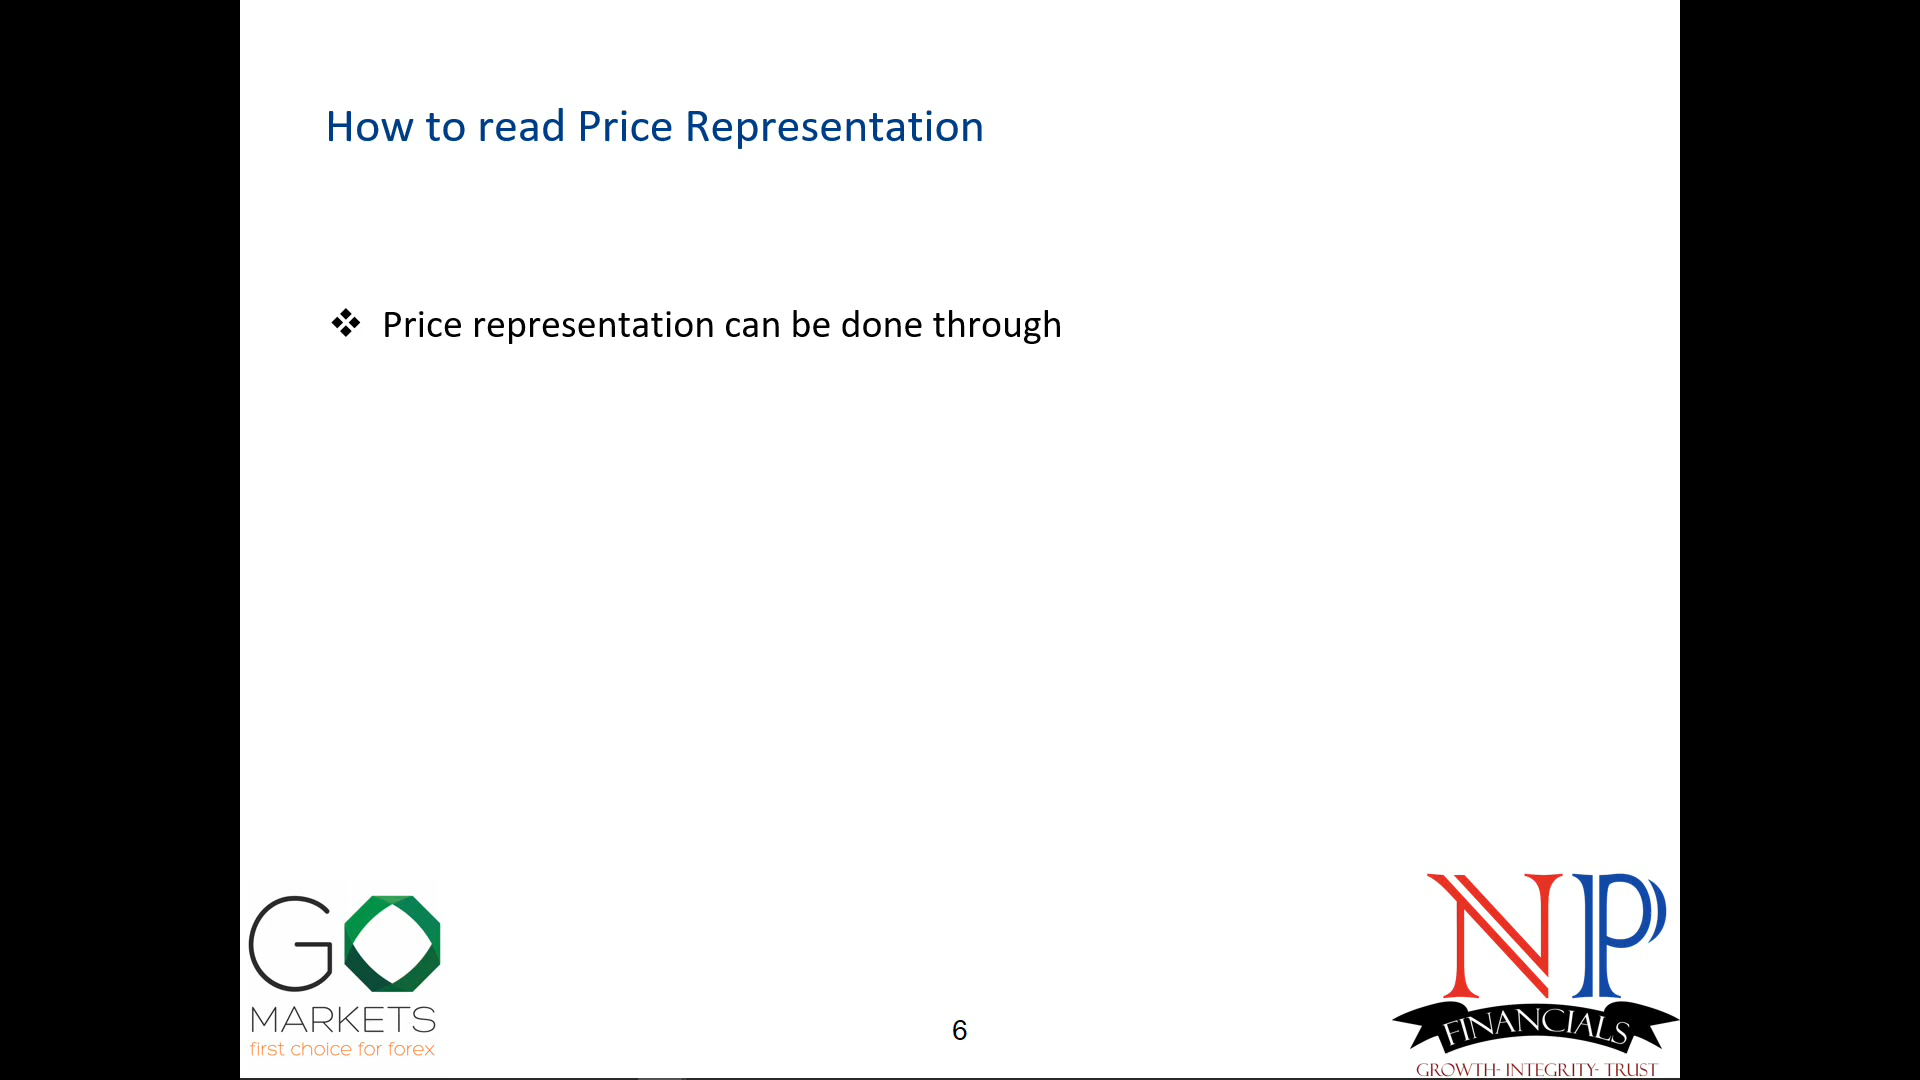 How to read Price Representation
❖ Price representation can be done through
GO
MARKETS
first choice for forex
6
NP
FINANCIALS
GROWTH- INTEGRITY- TRUST